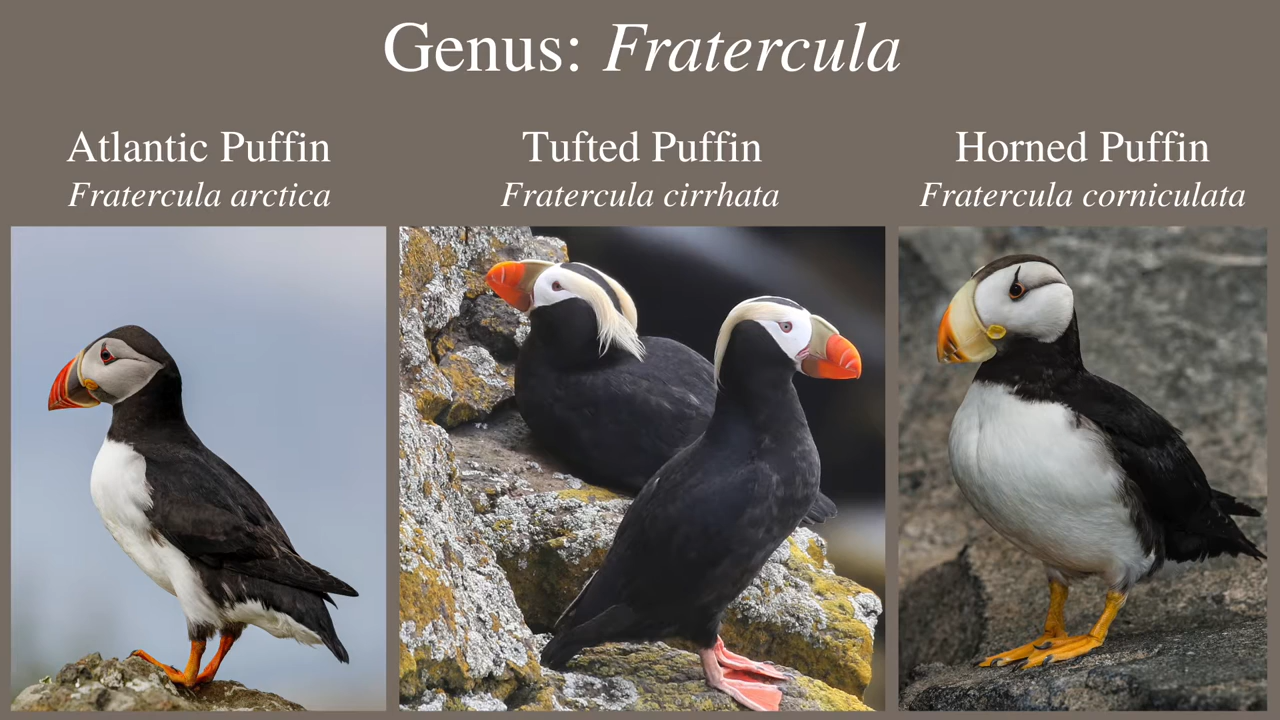 Genus: Fratercula
Atlantic Puffin
Fratercula arctica
Tufted Puffin
Fratercula cirrhata
Horned Puffin
Fratercula corniculata